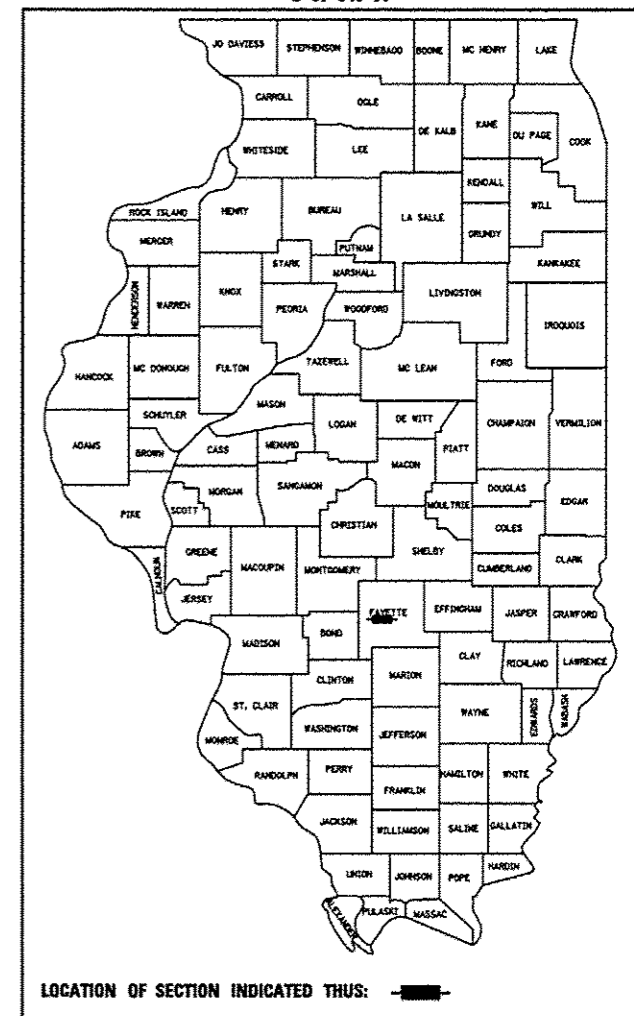 JO DAVIESS STEPHENSON WINNEBAGO BOONE MC HENRY LAKE
CARROLL OGLE DE KALB KANE DU PAGE COOK
WHITESIDE LEE
KENDALL WILL
ROCK ISLAND HENRY BUREAU LA SALLE GRUNDY
MERCER PUTNAM KANKAKEE
STARK MARSHALL
HENDERSON WARREN KNOX PEORIA WOODFORD LIVINGSTON IROQUOIS
HANCOCK MC DONOUGH FULTON TAZEWELL MC LEAN FORD
SCHUYLER MASON LOGAN DE WITT CHAMPAIGN VERMILION
ADAMS BROWN CASS MENARD PIATT
MACON
PIKE SCOTT MORGAN SANGAMON MOULTRIE DOUGLAS EDGAR
CHRISTIAN COLES
CALHOUN GREENE MACOUPIN MONTGOMERY SHELBY CUMBERLAND CLARK
JERSEY
MADISON BOND FAYETTE EFFINGHAM JASPER CRAWFORD
CLINTON MARION CLAY RICHLAND LAWRENCE
ST. CLAIR WASHINGTON JEFFERSON WAYNE EDWARDS WABASH
MONROE
RANDOLPH PERRY FRANKLIN HAMILTON WHITE
JACKSON WILLIAMSON SALINE GALLATIN
UNION JOHNSON POPE HARDIN
ALEXANDER PULASKI MASSAC
LOCATION OF SECTION INDICATED THUS: